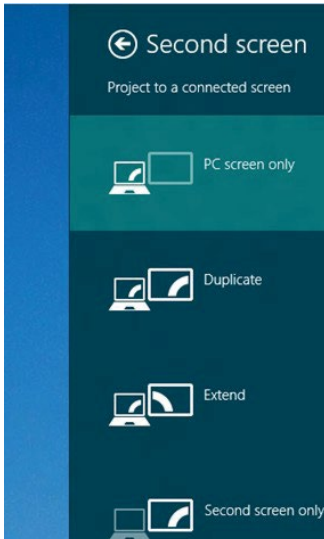 Second screen
Project to a connected screen
PC screen only
Duplicate
Extend
Second screen only